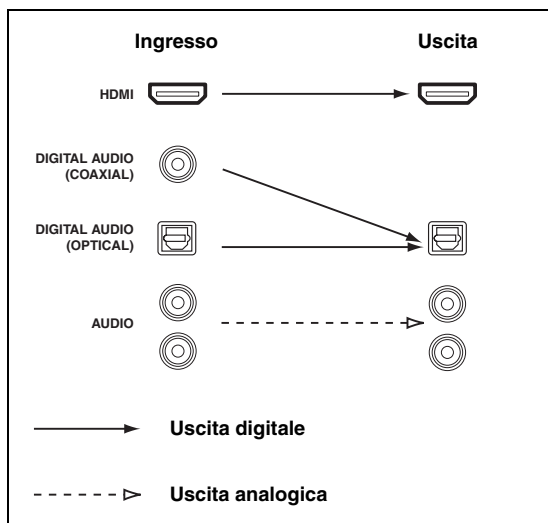 Ingresso Uscita
HDMI
DIGITAL AUDIO
(COAXIAL)
DIGITAL AUDIO
(OPTICAL)
AUDIO
Uscita digitale
Uscita analogica